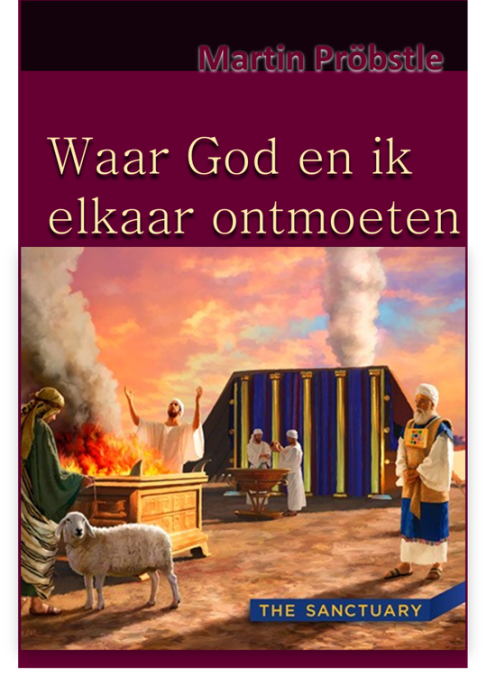 Martin Pröbstle
Waar God en ik
elkaar ontmoeten
THE SANCTUARY